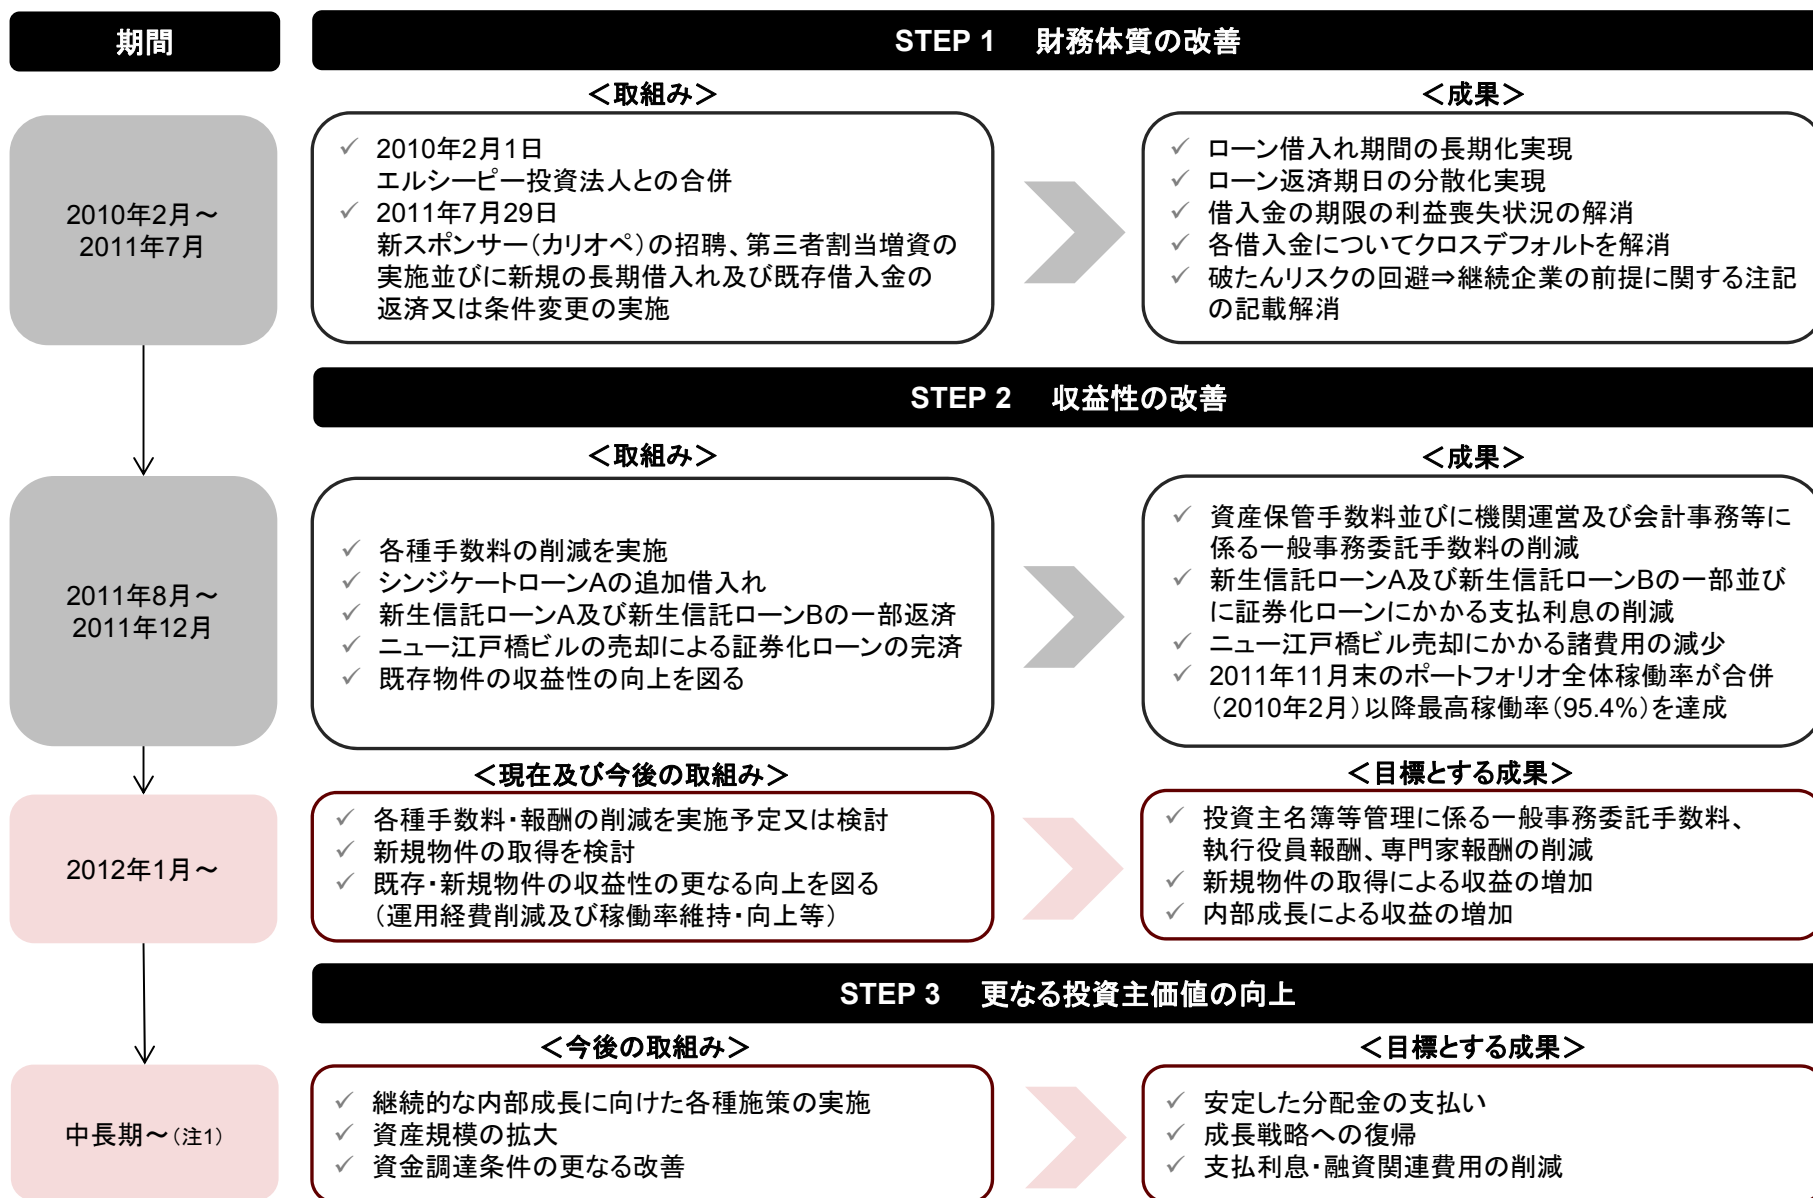 期間
STEP 1 財務体質の改善
＜取組み＞
＜成果＞
2010年2月～
2011年7月
✓ 2010年2月1日
エルシーピー投資法人との合併
✓ 2011年7月29日
新スポンサー（カリオペ）の招聘、第三者割当増資の
実施並びに新規の長期借入れ及び既存借入金の
返済又は条件変更の実施
✓ ローン借入れ期間の長期化実現
✓ ローン返済期日の分散化実現
✓ 借入金の期限の利益喪失状況の解消
✓ 各借入金についてクロスデフォルトを解消
✓ 破たんリスクの回避⇒継続企業の前提に関する注記
の記載解消
STEP 2 収益性の改善
＜取組み＞
＜成果＞
2011年8月～
2011年12月
✓ 各種手数料の削減を実施
✓ シンジケートローンAの追加借入れ
✓ 新生信託ローンA及び新生信託ローンBの一部返済
✓ ニュー江戸橋ビルの売却による証券化ローンの完済
✓ 既存物件の収益性の向上を図る
✓ 資産保管手数料並びに機関運営及び会計事務等に
係る一般事務委託手数料の削減
✓ 新生信託ローンA及び新生信託ローンBの一部並び
に証券化ローンにかかる支払利息の削減
✓ ニュー江戸橋ビル売却にかかる諸費用の減少
✓ 2011年11月末のポートフォリオ全体稼働率が合併
（2010年2月）以降最高稼働率（95.4%）を達成
＜現在及び今後の取組み＞
＜目標とする成果＞
2012年1月～
✓ 各種手数料・報酬の削減を実施予定又は検討
✓ 新規物件の取得を検討
✓ 既存・新規物件の収益性の更なる向上を図る
（運用経費削減及び稼働率維持・向上等）
✓ 投資主名簿等管理に係る一般事務委託手数料、
執行役員報酬、専門家報酬の削減
✓ 新規物件の取得による収益の増加
✓ 内部成長による収益の増加
STEP 3 更なる投資主価値の向上
＜今後の取組み＞
＜目標とする成果＞
中長期～（注1）
✓ 継続的な内部成長に向けた各種施策の実施
✓ 資産規模の拡大
✓ 資金調達条件の更なる改善
✓ 安定した分配金の支払い
✓ 成長戦略への復帰
✓ 支払利息・融資関連費用の削減